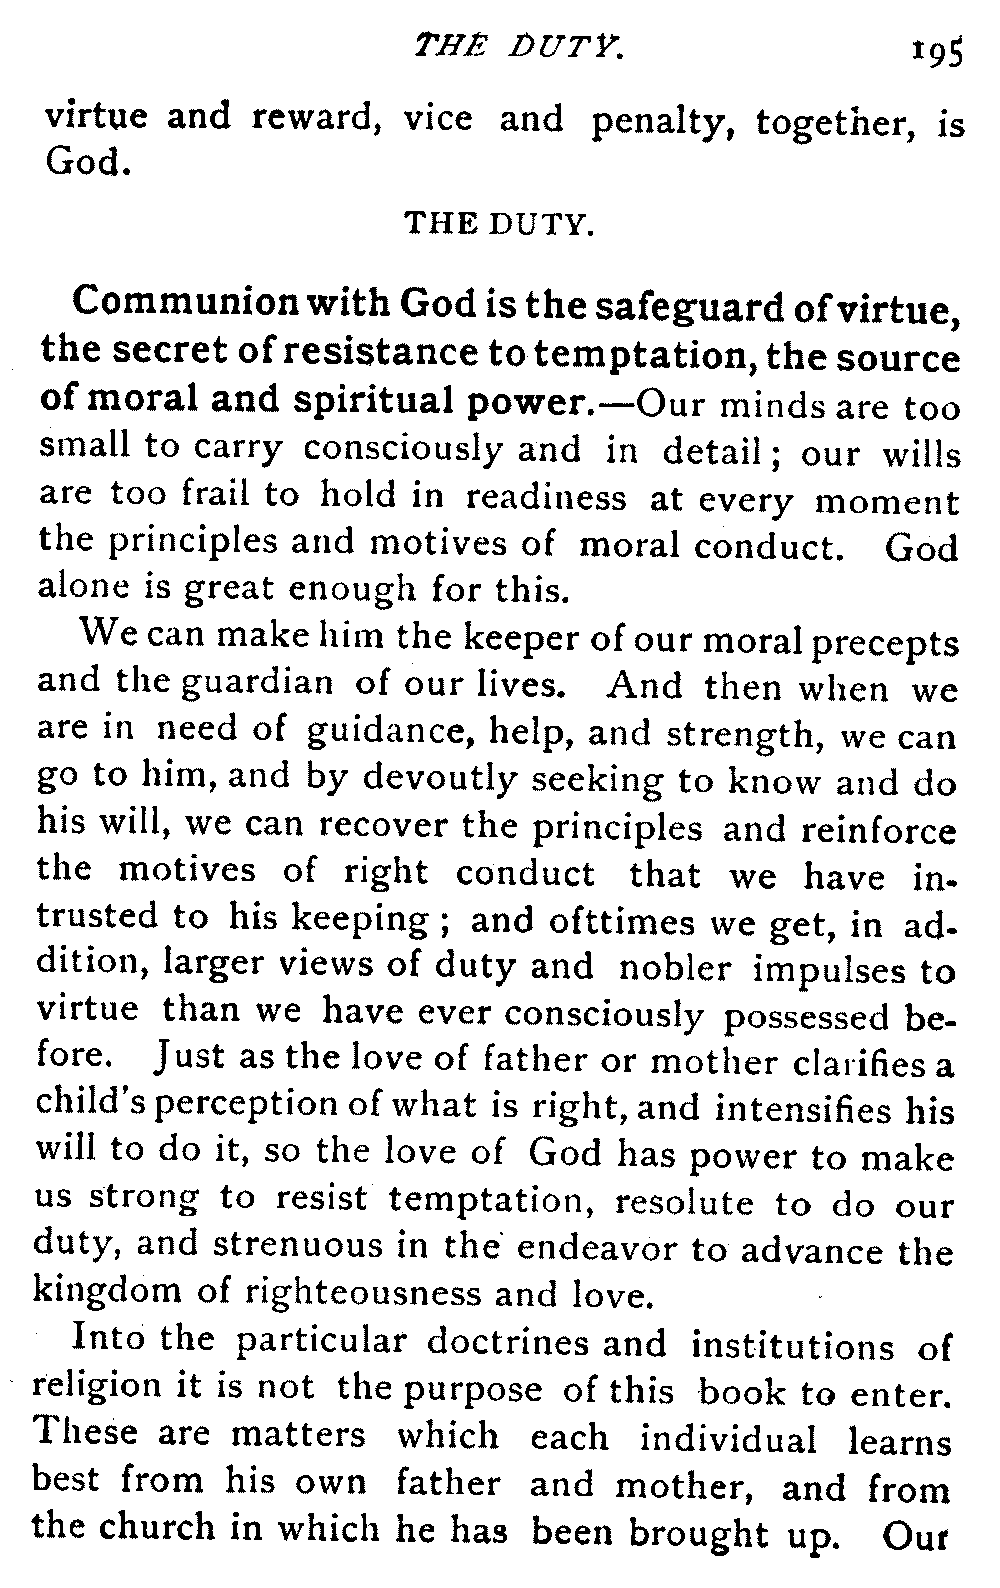 THE DUTY. 195
virtue and reward, vice and penalty, together, is
God.
THE DUTY.
Communion with God is the safeguard of virtue,
the secret of resistance to temptation, the source
of moral and spiritual power.—Our minds are too
small to carry consciously and in detail; our wills
are too frail to hold in readiness at every moment
the principles and motives of moral conduct. God
alone is great enough for this.
We can make him the keeper of our moral precepts
and the guardian of our lives. And then when we
are in need of guidance, help, and strength, we can
go to him, and by devoutly seeking to know and do
his will, we can recover the principles and reinforce
the motives of right conduct that we have in-
trusted to his keeping; and ofttimes we get, in ad-
dition, larger views of duty and nobler impulses to
virtue than we have ever consciously possessed be-
fore. Just as the love of father or mother clarifies a
child's perception of what is right, and intensifies his
will to do it, so the love of God has power to make
us strong to resist temptation, resolute to do our
duty, and strenuous in the endeavor to advance the
kingdom of righteousness and love.
Into the particular doctrines and institutions of
religion it is not the purpose of this book to enter.
These are matters which each individual learns
best from his own father and mother, and from
the church in which he has been brought up. Our